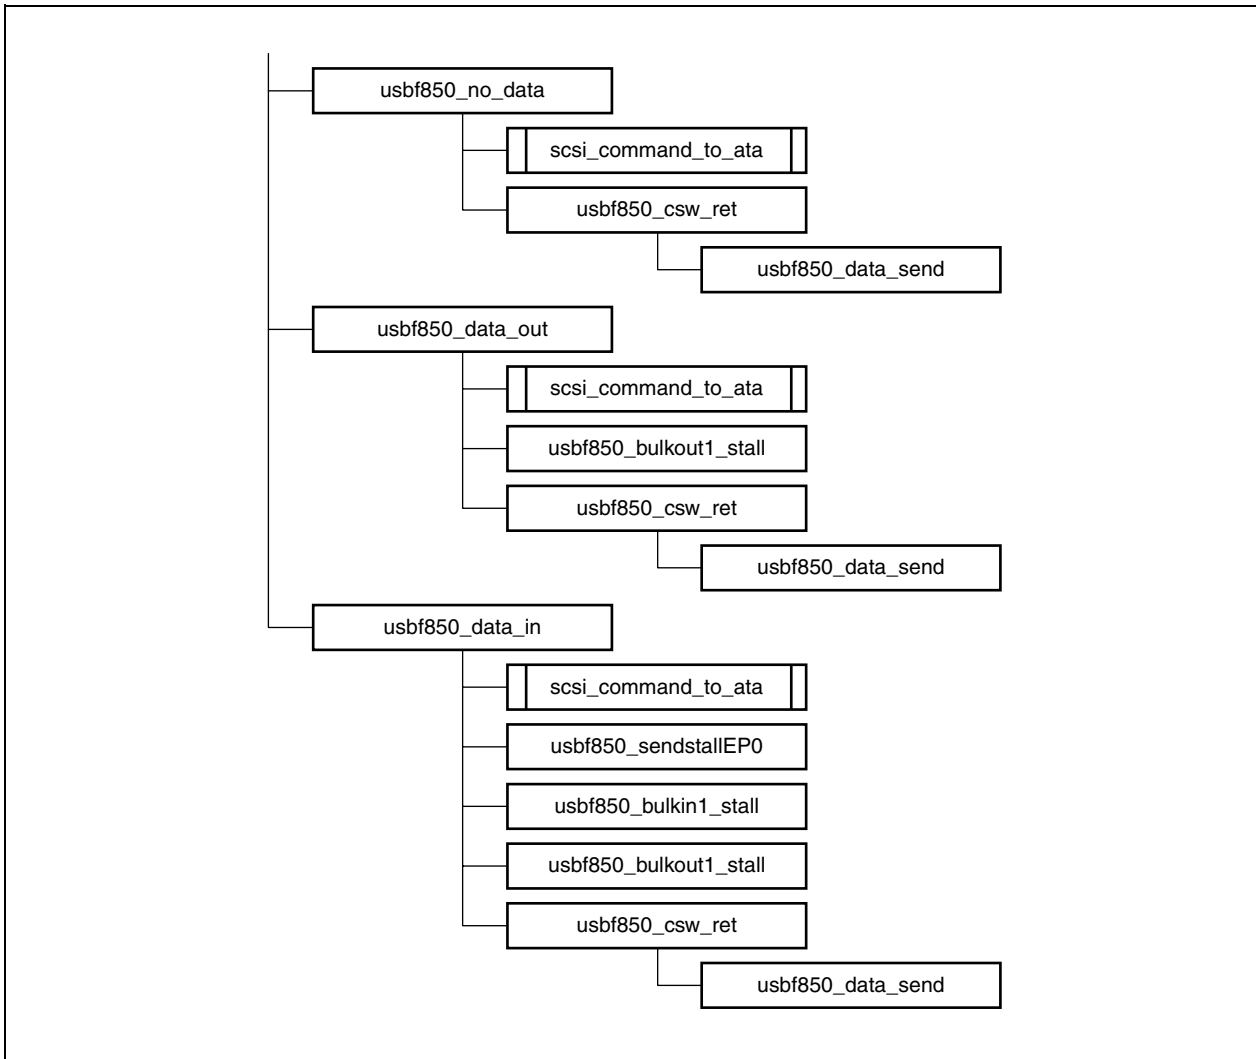 usbf850_no_data
scsi_command_to_ata
usbf850_csw_ret
usbf850_data_send
usbf850_data_out
scsi_command_to_ata
usbf850_bulkout1_stall
usbf850_csw_ret
usbf850_data_send
usbf850_data_in
scsi_command_to_ata
usbf850_sendstallEP0
usbf850_bulkin1_stall
usbf850_bulkout1_stall
usbf850_csw_ret
usbf850_data_send